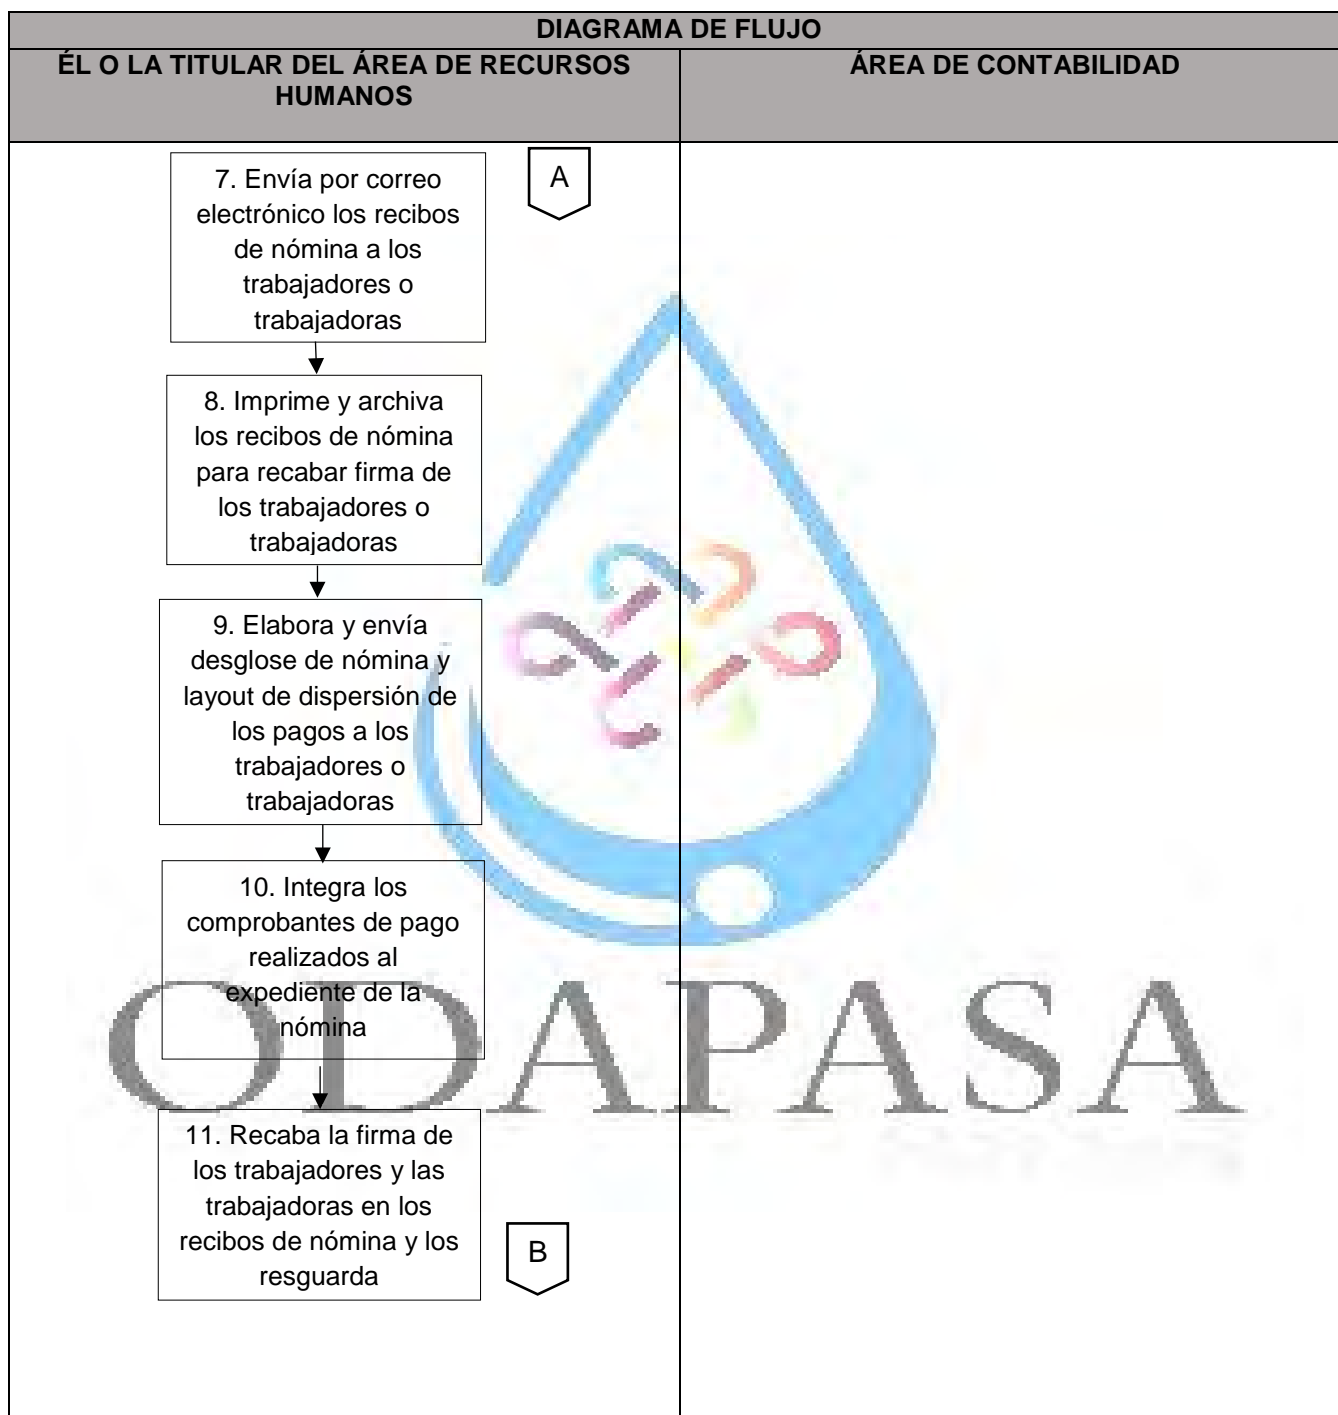 DIAGRAMA DE FLUJO
ÉL O LA TITULAR DEL ÁREA DE RECURSOS
HUMANOS
ÁREA DE CONTABILIDAD
A
7. Envía por correo
electrónico los recibos
de nómina a los
trabajadores o
trabajadoras
8. Imprime y archiva
los recibos de nómina
para recabar firma de
los trabajadores o
trabajadoras
9. Elabora y envía
desglose de nómina y
layout de dispersión de
los pagos a los
trabajadores o
trabajadoras
10. Integra los
comprobantes de pago
realizados al
expediente de la
nómina
ODAPASA
11. Recaba la firma de
los trabajadores y las
trabajadoras en los
recibos de nómina y los
resguarda
B